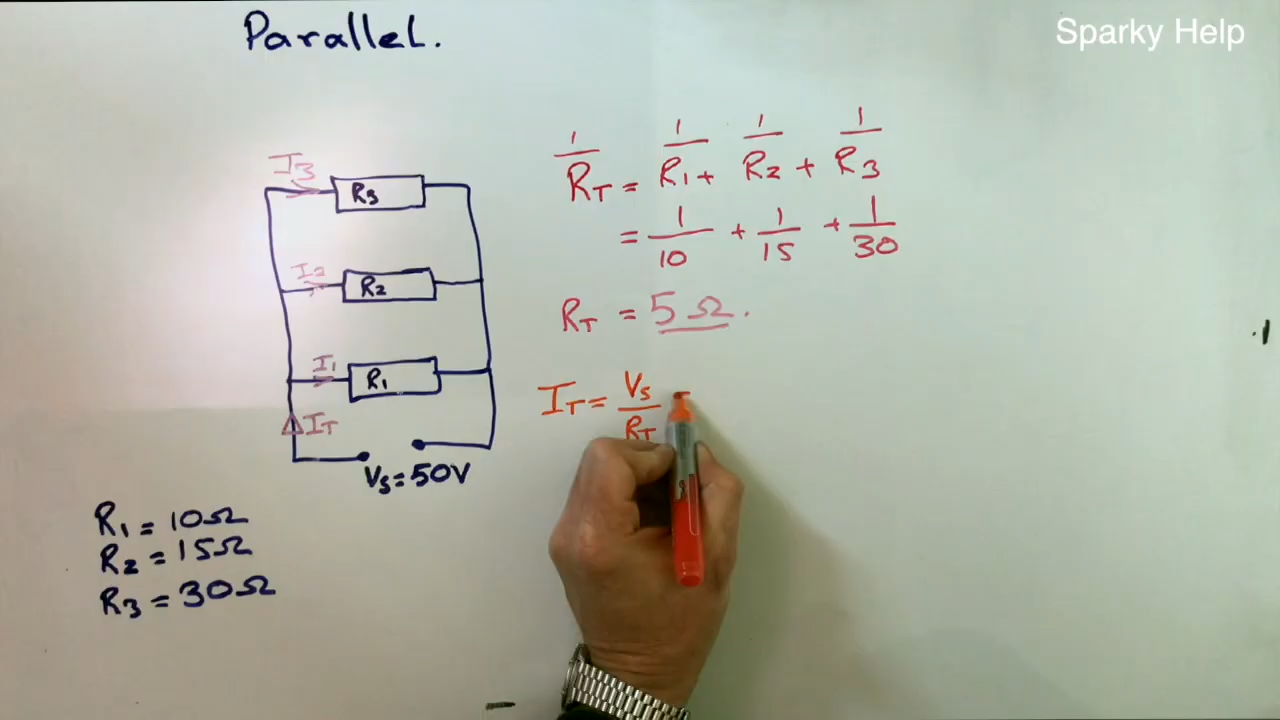 Parallel.
Sparky Help
I3
R3
I2
R2
I1
R1
IT
Vs=50V
R1 = 10Ω
R2 = 15Ω
R3 = 30Ω
1/RT = 1/R1 + 1/R2 + 1/R3
= 1/10 + 1/15 + 1/30
RT = 5Ω.
IT = Vs/RT